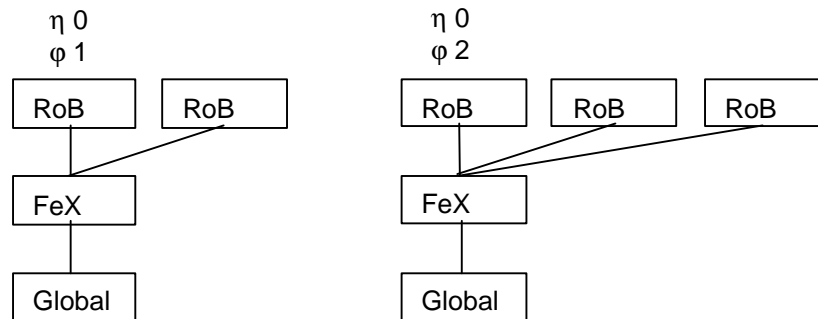 η 0
φ 1
RoB
RoB
FeX
Global
η 0
φ 2
RoB
RoB
RoB
FeX
Global